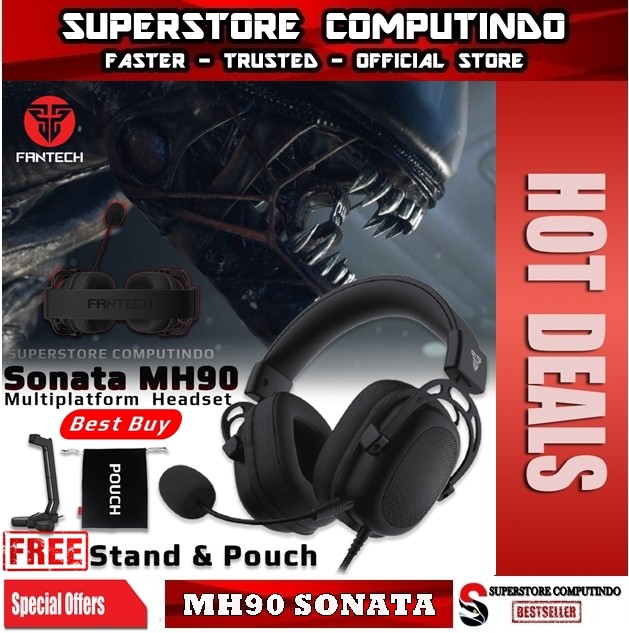 SUPERSTORE COMPUTINDO
FASTER - TRUSTED - OFFICIAL STORE
FANTECH
FANTECH
SUPERSTORE COMPUTINDO
Sonata MH90
Multiplatform Headset
Best Buy
POUCH
FREE Stand & Pouch
HOT DEALS
Special Offers
MH90 SONATA
SUPERSTORE COMPUTINDO
BESTSELLER